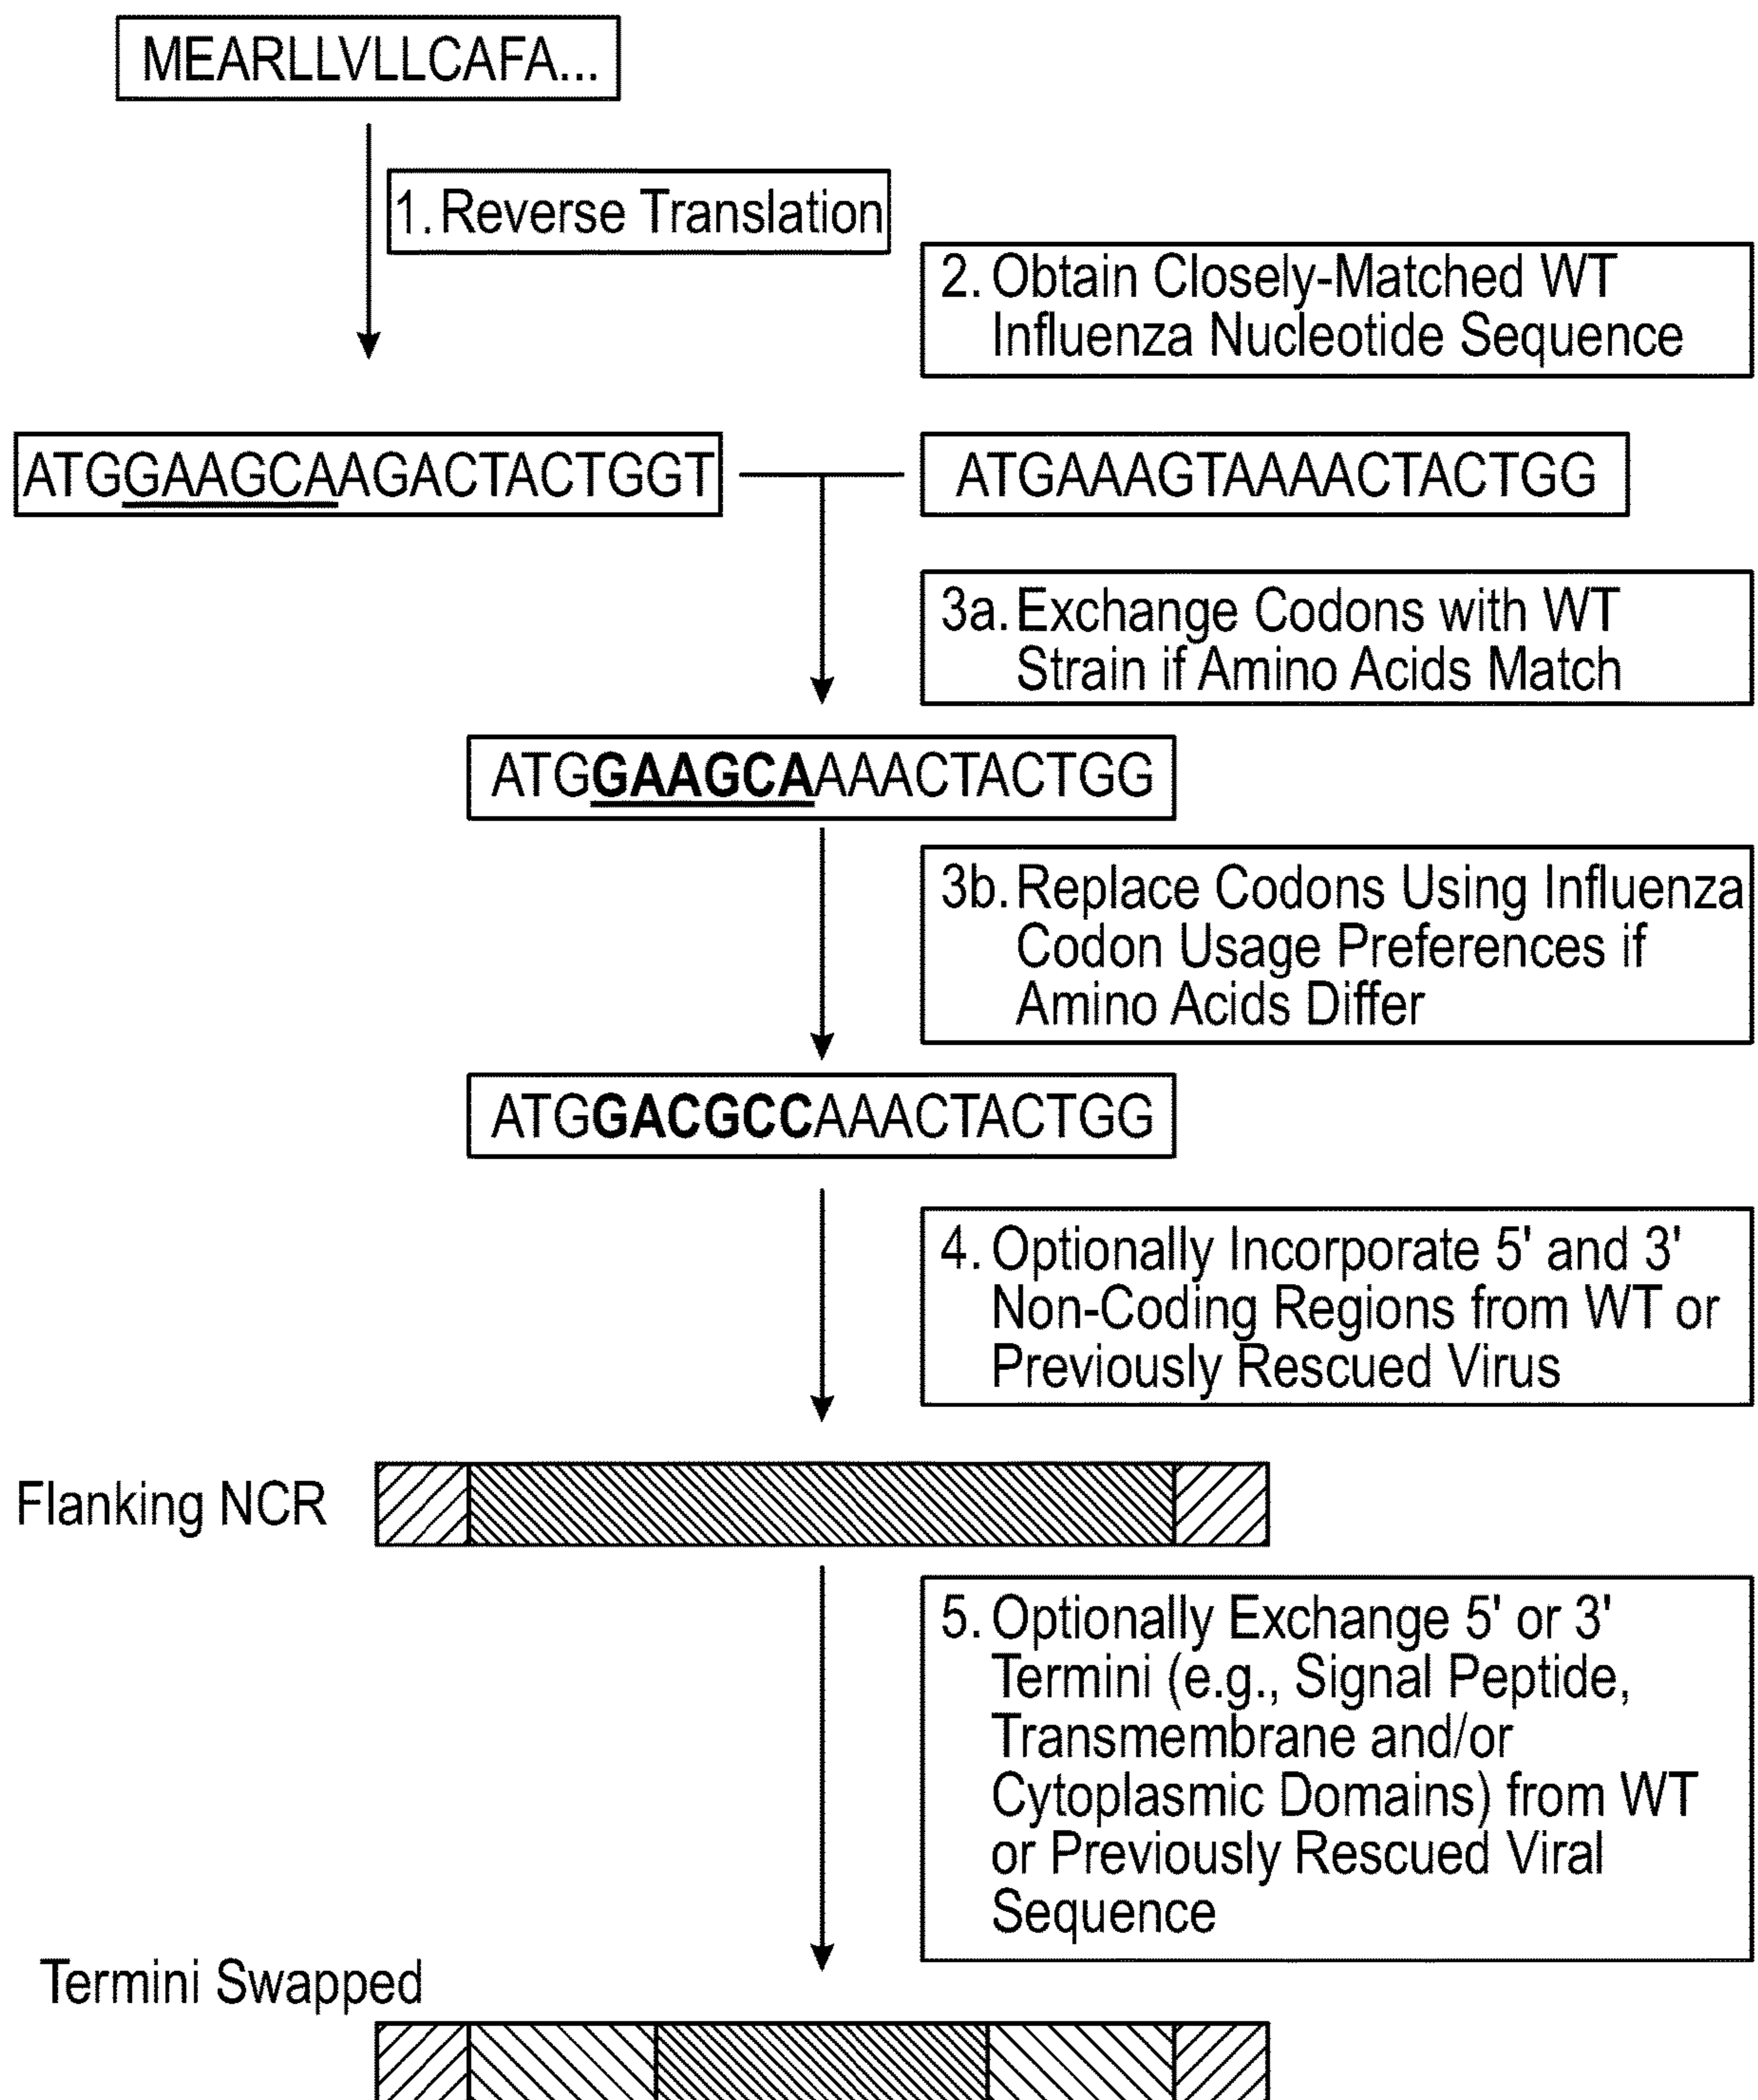 MEARLLVLLCAFA...
1. Reverse Translation
2. Obtain Closely-Matched WT
Influenza Nucleotide Sequence
ATGGAAGCAAGACTACTGGT
ATGAAAGTAAAACTACTGG
3a. Exchange Codons with WT
Strain if Amino Acids Match
ATGGAAGCAAAACTACTGG
3b. Replace Codons Using Influenza
Codon Usage Preferences if
Amino Acids Differ
ATGGACGCCAAACTACTGG
4. Optionally Incorporate 5' and 3'
Non-Coding Regions from WT or
Previously Rescued Virus
Flanking NCR
5. Optionally Exchange 5' or 3'
Termini (e.g., Signal Peptide,
Transmembrane and/or
Cytoplasmic Domains) from WT
or Previously Rescued Viral
Sequence
Termini Swapped